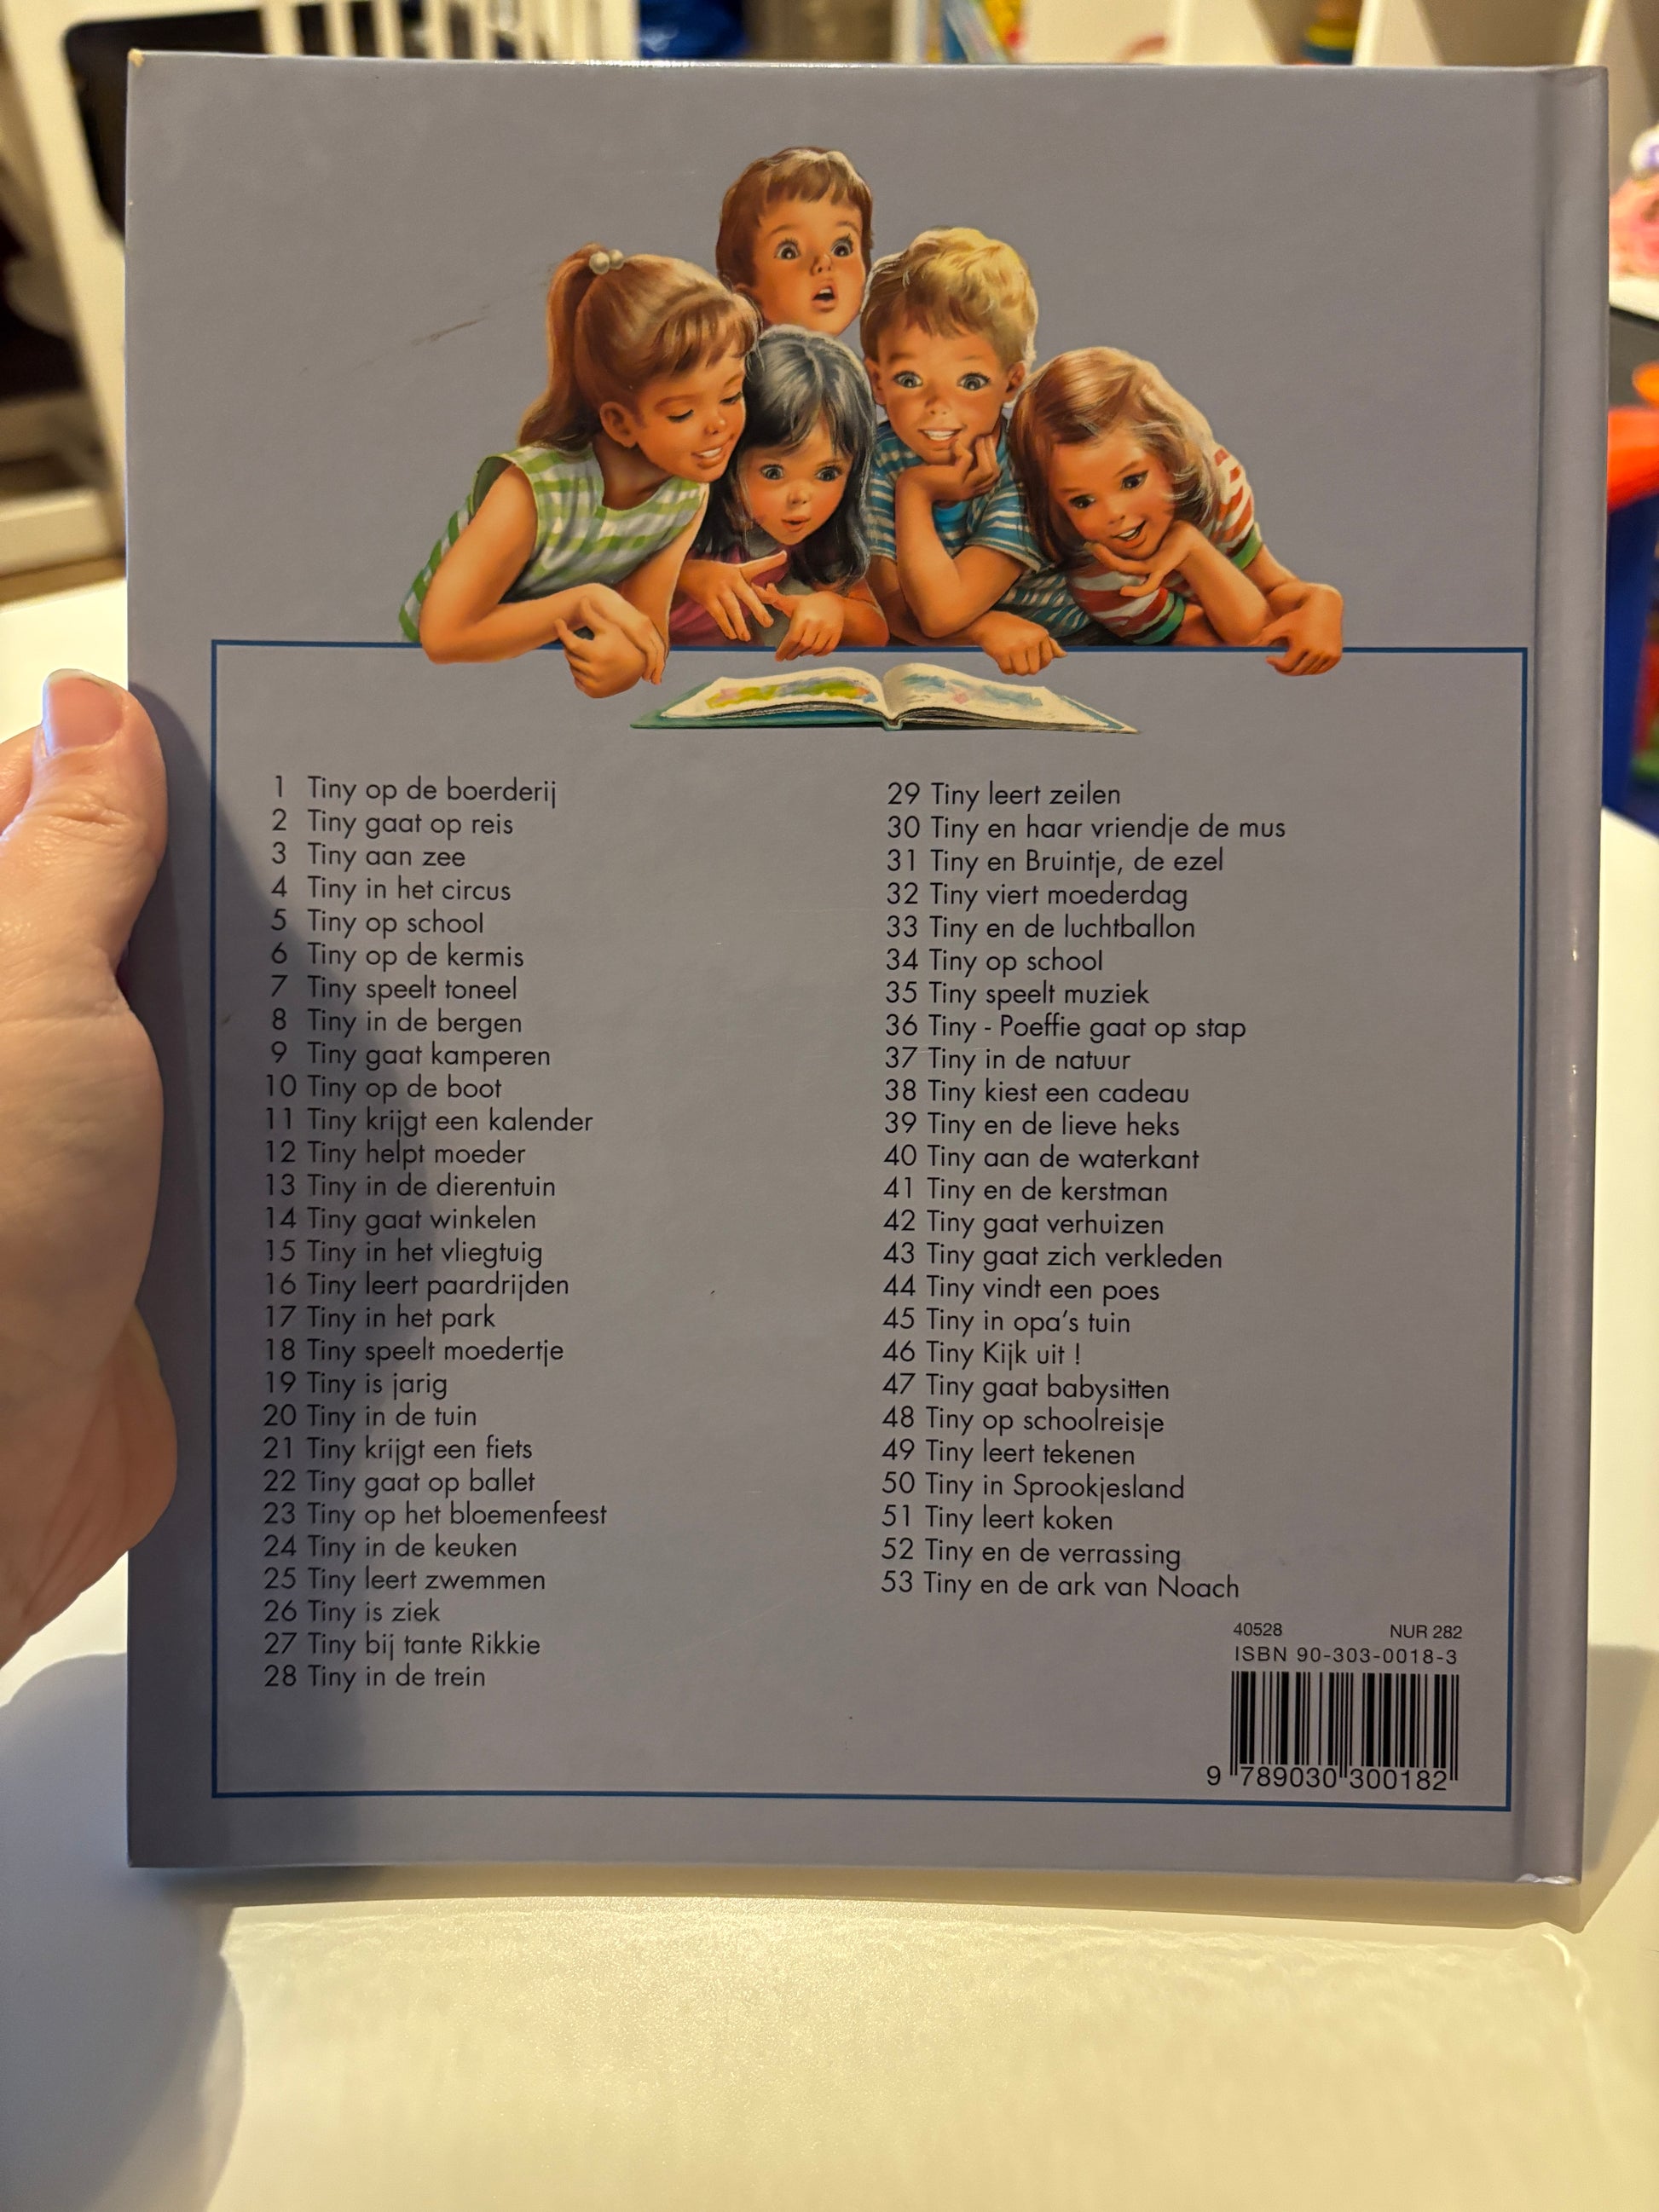 1 Tiny op de boerderij
2 Tiny gaat op reis
3 Tiny aan zee
4 Tiny in het circus
5 Tiny op school
6 Tiny op de kermis
7 Tiny speelt toneel
8 Tiny in de bergen
9 Tiny gaat kamperen
10 Tiny op de boot
11 Tiny krijgt een kalender
12 Tiny helpt moeder
13 Tiny in de dierentuin
14 Tiny gaat winkelen
15 Tiny in het vliegtuig
16 Tiny leert paardrijden
17 Tiny in het park
18 Tiny speelt moedertje
19 Tiny is jarig
20 Tiny in de tuin
21 Tiny krijgt een fiets
22 Tiny gaat op ballet
23 Tiny op het bloemenfeest
24 Tiny in de keuken
25 Tiny leert zwemmen
26 Tiny is ziek
27 Tiny bij tante Rikkie
28 Tiny in de trein
29 Tiny leert zeilen
30 Tiny en haar vriendje de mus
31 Tiny en Bruintje, de ezel
32 Tiny viert moederdag
33 Tiny en de luchtballon
34 Tiny op school
35 Tiny speelt muziek
36 Tiny - Poeffie gaat op stap
37 Tiny in de natuur
38 Tiny kiest een cadeau
39 Tiny en de lieve heks
40 Tiny aan de waterkant
41 Tiny en de kerstman
42 Tiny gaat verhuizen
43 Tiny gaat zich verkleden
44 Tiny vindt een poes
45 Tiny in opa's tuin
46 Tiny Kijk uit !
47 Tiny gaat babysitten
48 Tiny op schoolreisje
49 Tiny leert tekenen
50 Tiny in Sprookjesland
51 Tiny leert koken
52 Tiny en de verrassing
53 Tiny en de ark van Noach
40528 NUR 282
ISBN 90-303-0018-3
9 789030 300182